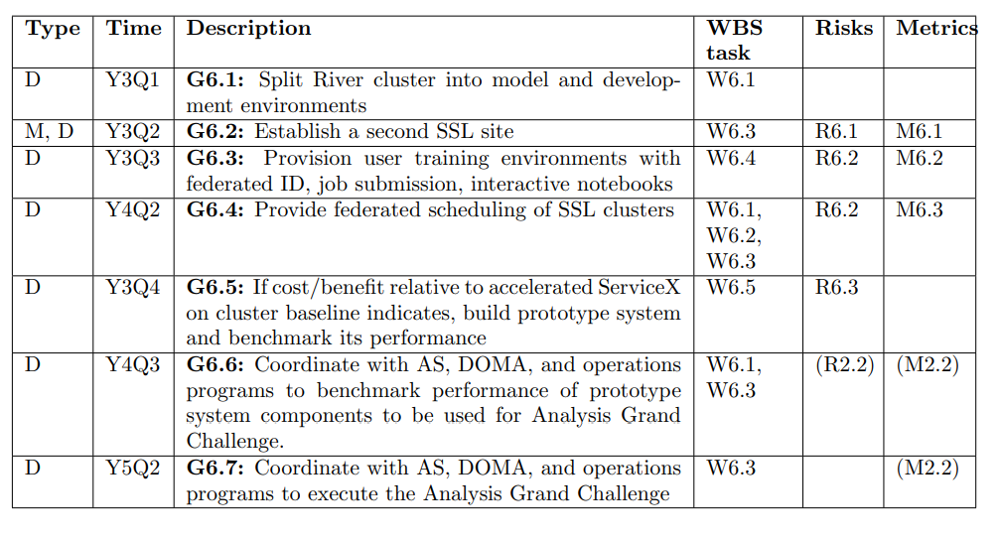 Type Time Description WBS task Risks Metrics
D Y3Q1 G6.1: Split River cluster into model and develop-
ment environments W6.1
M, D Y3Q2 G6.2: Establish a second SSL site W6.3 R6.1 M6.1
D Y3Q3 G6.3: Provision user training environments with W6.4 R6.2 M6.2
federated ID, job submission, interactive notebooks
D Y4Q2 G6.4: Provide federated scheduling of SSL clusters W6.1, R6.2 M6.3
W6.2,
W6.3
D Y3Q4 G6.5: If cost/benefit relative to accelerated ServiceX W6.5 R6.3
on cluster baseline indicates, build prototype system
and benchmark its performance
D Y4Q3 G6.6: Coordinate with AS, DOMA, and operations W6.1, (R2.2) (M2.2)
programs to benchmark performance of prototype W6.3
system components to be used for Analysis Grand
Challenge.
D Y5Q2 G6.7: Coordinate with AS, DOMA, and operations W6.3 (M2.2)
programs to execute the Analysis Grand Challenge